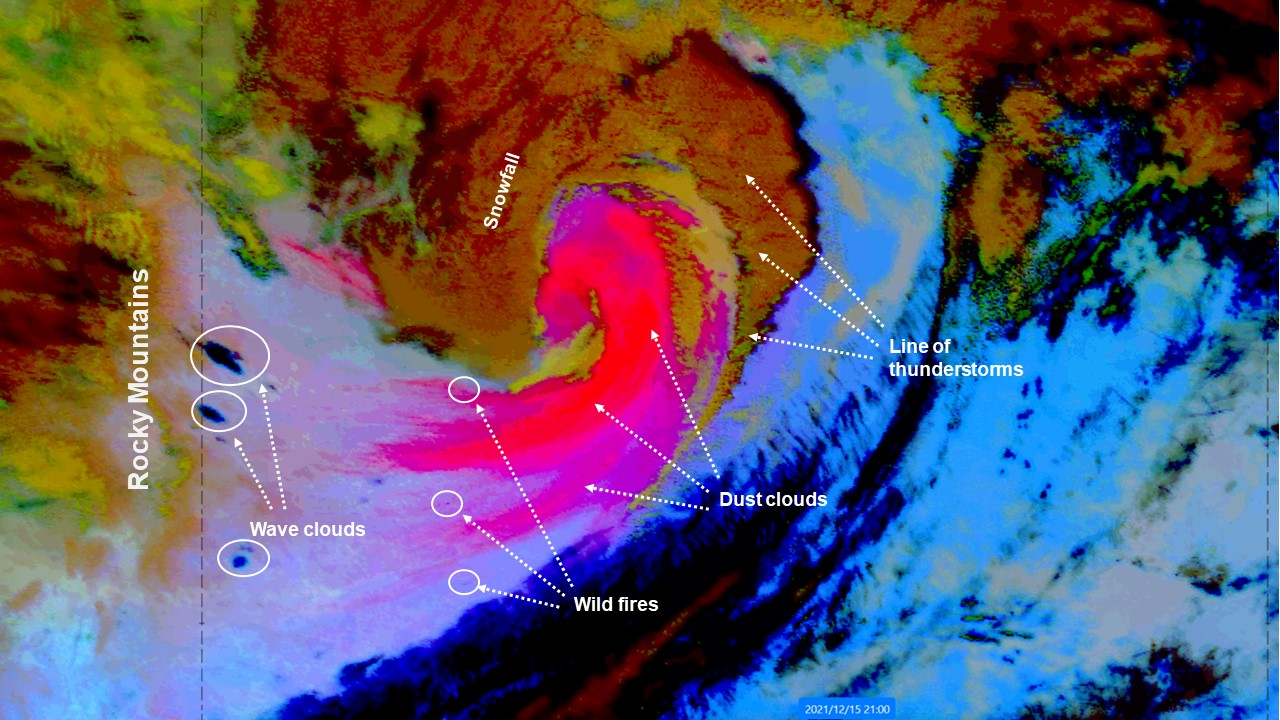 Snowfall
Rocky Mountains
Line of
thunderstorms
Dust clouds
Wave clouds
Wild fires
2021/12/15 21:00